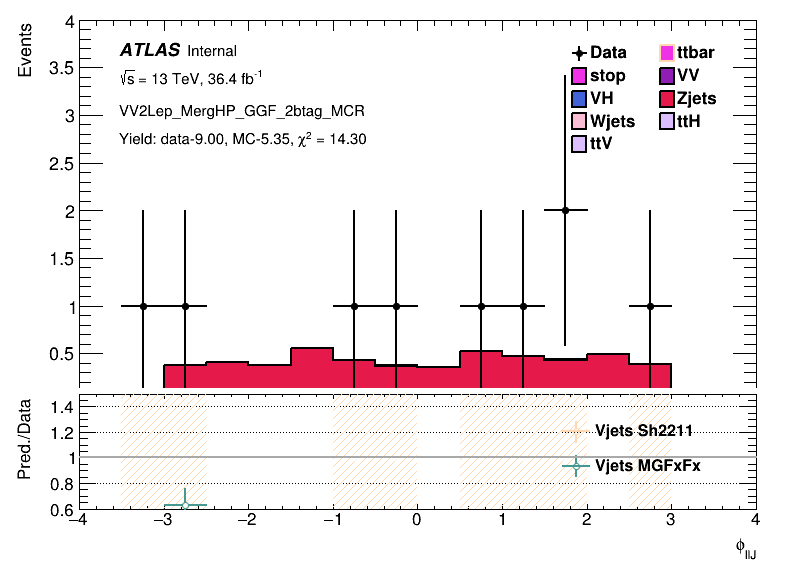 Events
4
3.5
3
2.5
2
1.5
1
0.5
ATLAS Internal
√s = 13 TeV, 36.4 fb-1
VV2Lep_MergHP_GGF_2btag_MCR
Yield: data-9.00, MC-5.35, χ2 = 14.30
Data ttbar
stop VV
VH Zjets
Wjets ttH
ttV
Pred./Data
1.4
1.2
1
0.8
0.6
Vjets Sh2211
Vjets MGFxFx
−4 −3 −2 −1 0 1 2 3 4
ϕllJ